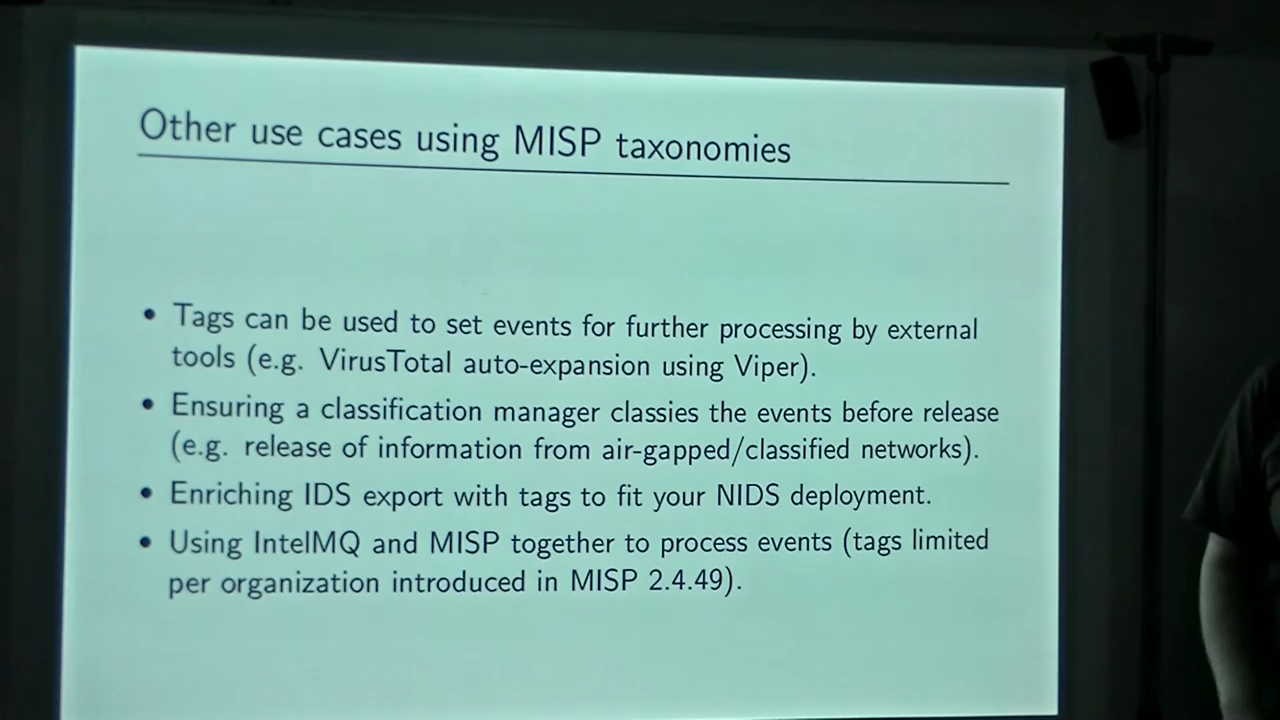 Other use cases using MISP taxonomies
• Tags can be used to set events for further processing by external
tools (e.g. VirusTotal auto-expansion using Viper).
• Ensuring a classification manager classies the events before release
(e.g. release of information from air-gapped/classified networks).
• Enriching IDS export with tags to fit your NIDS deployment.
• Using IntelMQ and MISP together to process events (tags limited
per organization introduced in MISP 2.4.49).